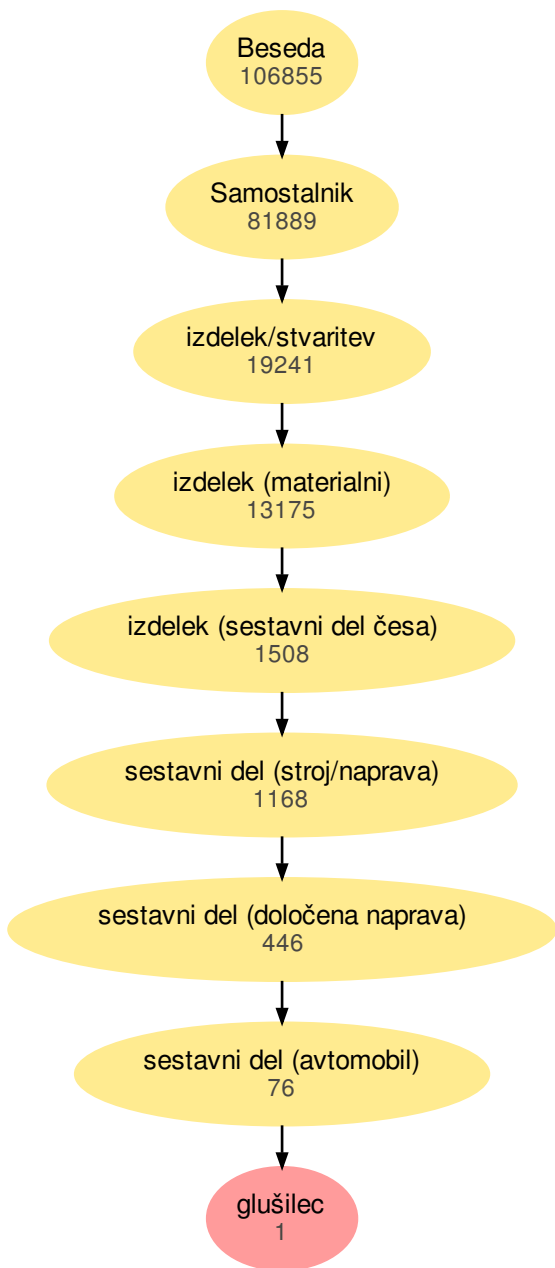 Beseda
106855
Samostalnik
81889
izdelek/stvaritev
19241
izdelek (materialni)
13175
izdelek (sestavni del česa)
1508
sestavni del (stroj/naprava)
1168
sestavni del (določena naprava)
446
sestavni del (avtomobil)
76
glušilec
1